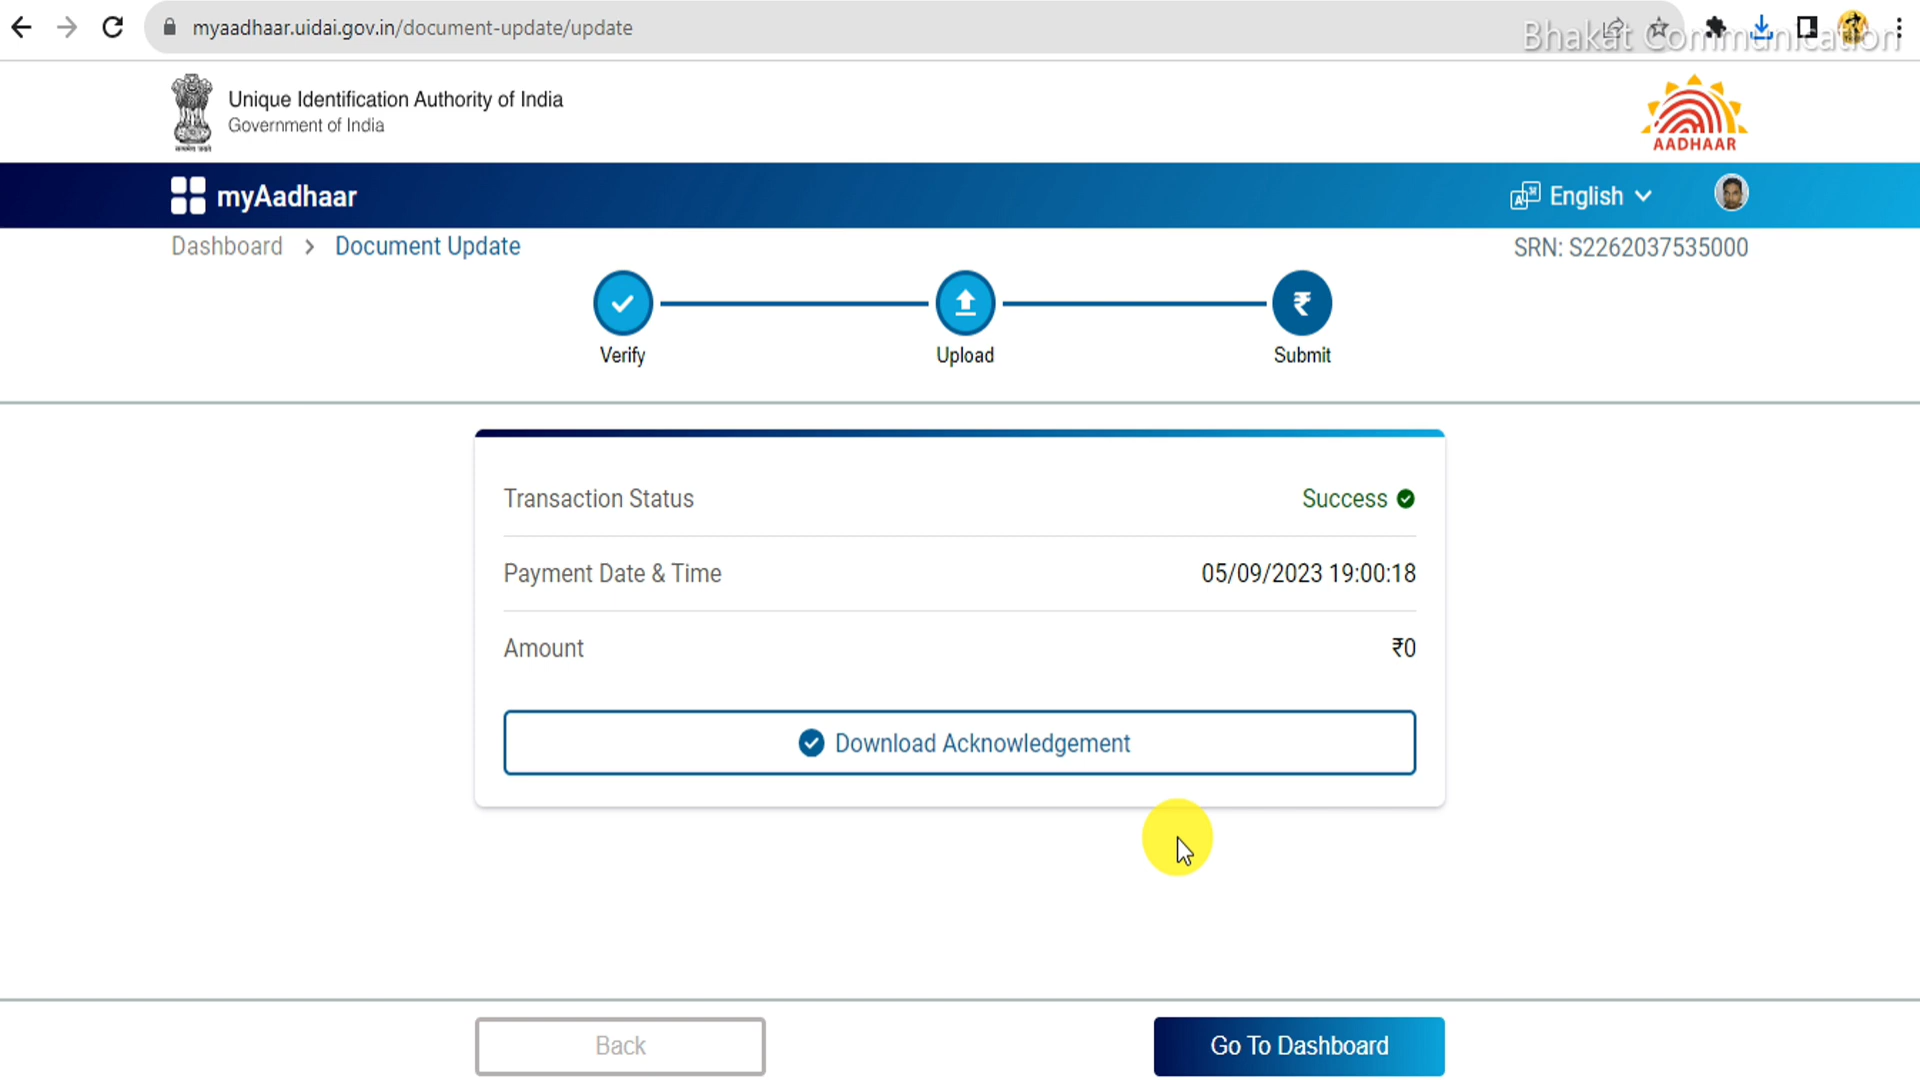 myaadhaar.uidai.gov.in/document-update/update
Bhakat Communication
Unique Identification Authority of India
Government of India
AADHAAR
myAadhaar
English
Dashboard > Document Update
SRN: S2262037535000
Verify
Upload
₹
Submit
Transaction Status
Success
Payment Date & Time
05/09/2023 19:00:18
Amount
₹0
Download Acknowledgement
Back
Go To Dashboard